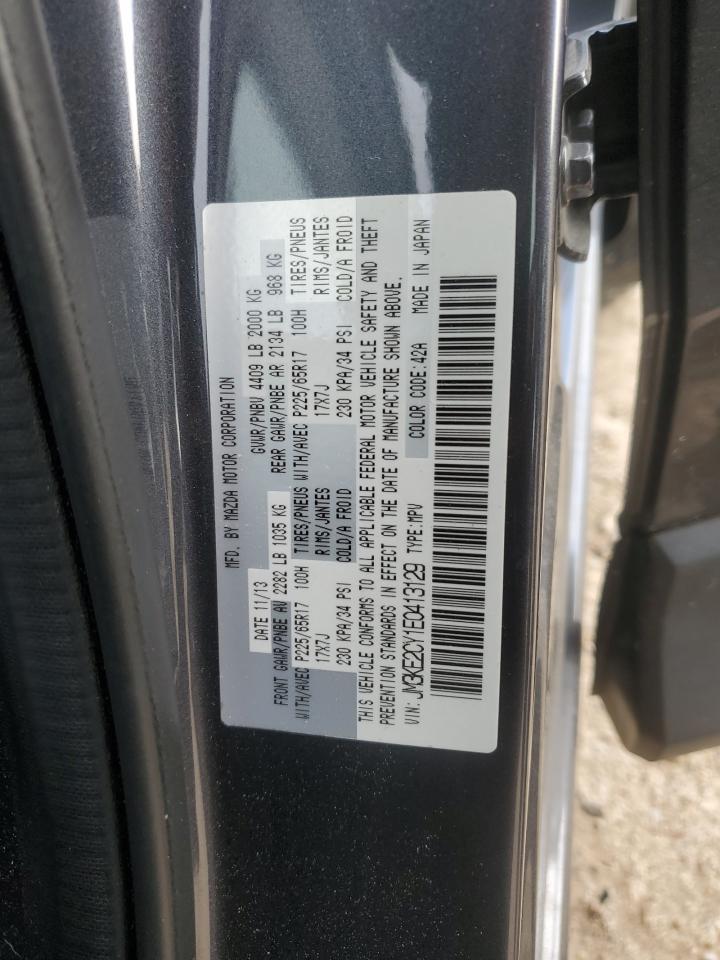 MFD. BY MAZDA MOTOR CORPORATION
DATE 11/13 GVWR/PNBV 4409 LB 2000 KG
FRONT GAWR/PNBE AV 2282 LB 1035 KG REAR GAWR/PNBE AR 2134 LB 968 KG
WITH/AVEC P225/65R17 100H TIRES/PNEUS WITH/AVEC P225/65R17 100H TIRES/PNEUS
17X7J RIMS/JANTES 17X7J RIMS/JANTES
230 KPA/34 PSI COLD/A FROID 230 KPA/34 PSI COLD/A FROID
THIS VEHICLE CONFORMS TO ALL APPLICABLE FEDERAL MOTOR VEHICLE SAFETY AND THEFT
PREVENTION STANDARDS IN EFFECT ON THE DATE OF MANUFACTURE SHOWN ABOVE.
VIN: JM3KE2CY1E0413129 TYPE:MPV COLOR CODE:42A MADE IN JAPAN